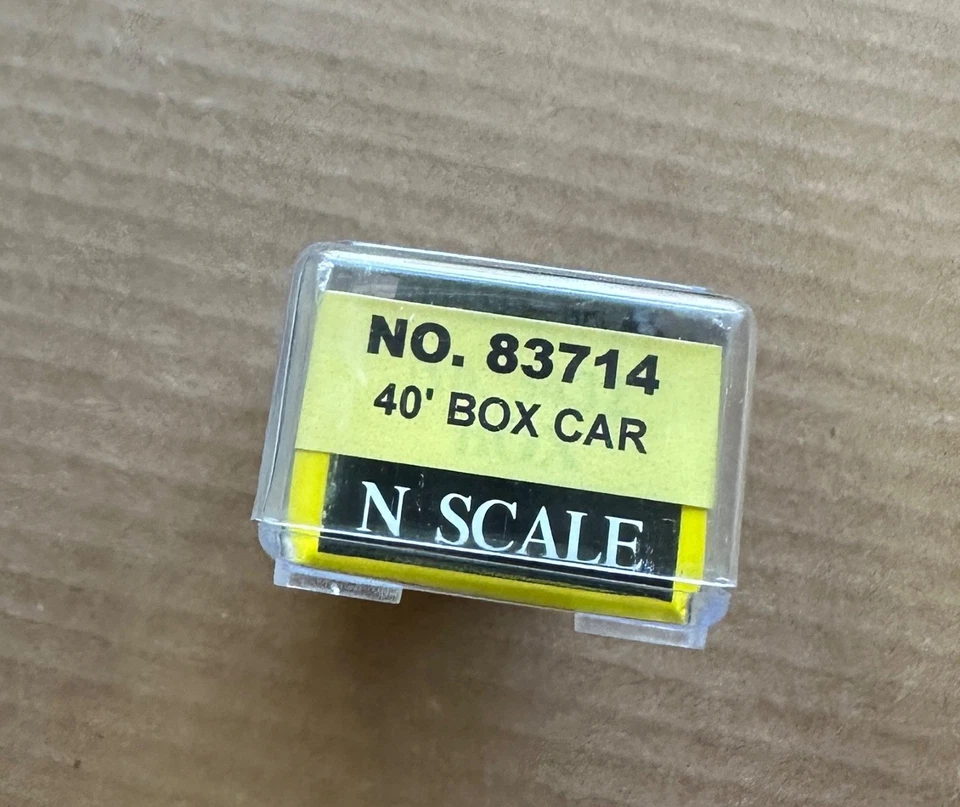 NO. 83714
40' BOX CAR
N SCALE